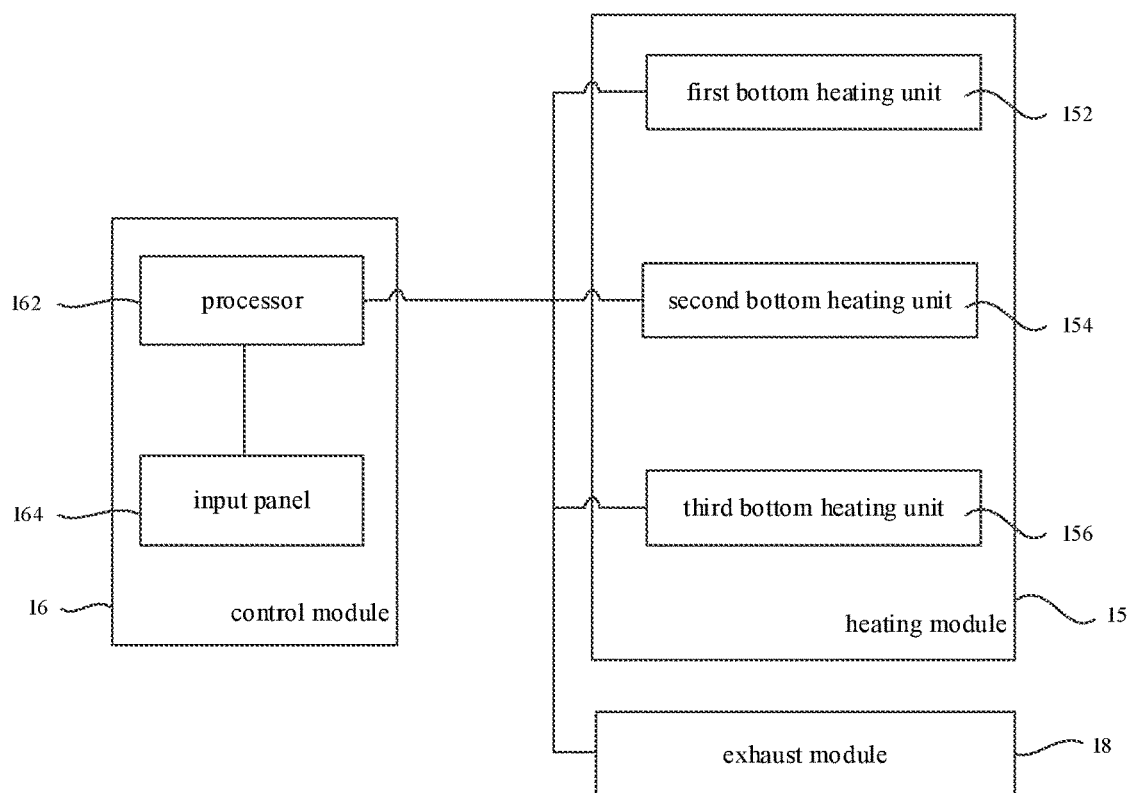 first bottom heating unit
152
processor
162
second bottom heating unit
154
input panel
164
third bottom heating unit
156
16
control module
heating module
15
exhaust module
18